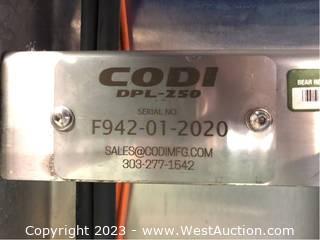 CODI
DPL-250
SERIAL NO.
F942-01-2020
SALES@CODIMFG.COM
303-277-1542
Copyright 2023 - www.WestAuction.com